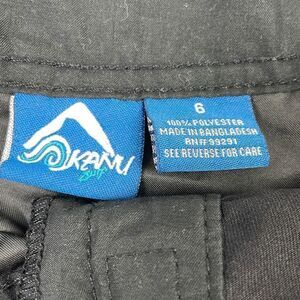 KANU
Surf
6
100% POLYESTER
MADE IN BANGLADESH
RN# 99291
SEE REVERSE FOR CARE